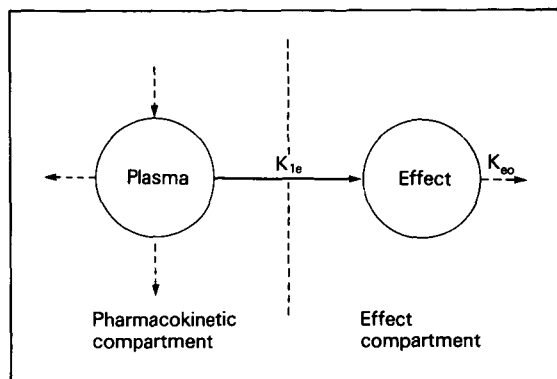 Plasma
K1e
Effect
Keo
Pharmacokinetic
compartment
Effect
compartment